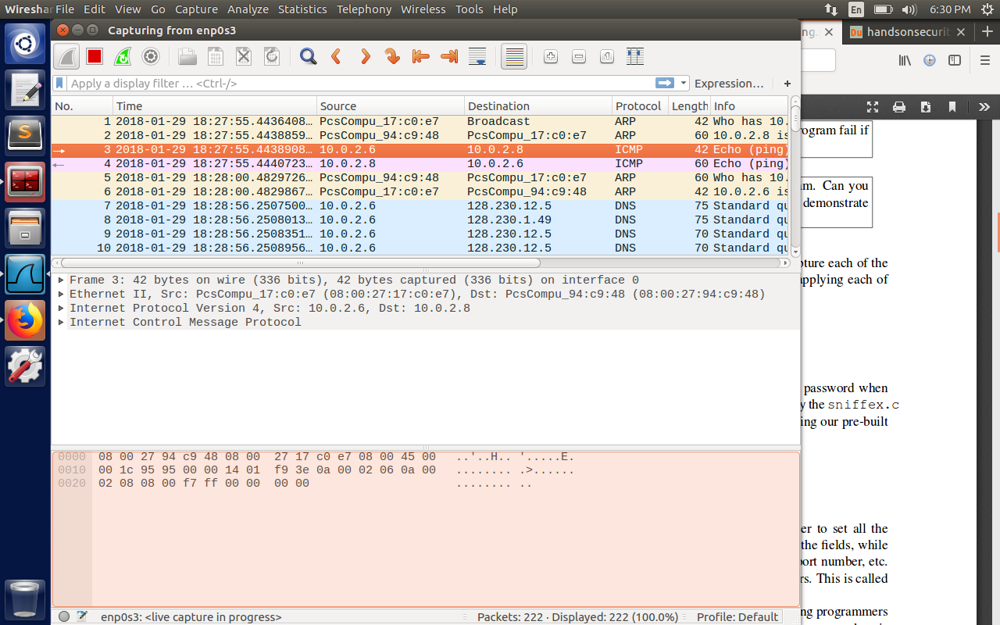 Wireshar File Edit View Go Capture Analyze Statistics Telephony Wireless Tools Help En 6:30 PM
Capturing from enp0s3
ng. × Du handsonsecurit ×
Apply a display filter … <Ctrl-/> Expression… +
No. Time Source Destination Protocol Length Info
1 2018-01-29 18:27:55.4436408… PcsCompu_17:c0:e7 Broadcast ARP 42 Who has 10.
2 2018-01-29 18:27:55.4438859… PcsCompu_94:c9:48 PcsCompu_17:c0:e7 ARP 60 10.0.2.8 is
3 2018-01-29 18:27:55.4438908… 10.0.2.6 10.0.2.8 ICMP 42 Echo (ping)
4 2018-01-29 18:27:55.4440723… 10.0.2.8 10.0.2.6 ICMP 60 Echo (ping)
5 2018-01-29 18:28:00.4829726… PcsCompu_94:c9:48 PcsCompu_17:c0:e7 ARP 60 Who has 10.
6 2018-01-29 18:28:00.4829867… PcsCompu_17:c0:e7 PcsCompu_94:c9:48 ARP 42 10.0.2.6 is
7 2018-01-29 18:28:56.2507500… 10.0.2.6 128.230.12.5 DNS 75 Standard qu
8 2018-01-29 18:28:56.2508013… 10.0.2.6 128.230.1.49 DNS 75 Standard qu
9 2018-01-29 18:28:56.2508351… 10.0.2.6 128.230.12.5 DNS 70 Standard qu
10 2018-01-29 18:28:56.2508956… 10.0.2.6 128.230.12.5 DNS 70 Standard qu
Frame 3: 42 bytes on wire (336 bits), 42 bytes captured (336 bits) on interface 0
Ethernet II, Src: PcsCompu_17:c0:e7 (08:00:27:17:c0:e7), Dst: PcsCompu_94:c9:48 (08:00:27:94:c9:48)
Internet Protocol Version 4, Src: 10.0.2.6, Dst: 10.0.2.8
Internet Control Message Protocol
0000 08 00 27 94 c9 48 08 00 27 17 c0 e7 08 00 45 00 ..'..H.. '.....E.
0010 00 1c 95 95 00 00 14 01 f9 3e 0a 00 02 06 0a 00 ........ .>......
0020 02 08 08 00 f7 ff 00 00 00 00 ........ ..
enp0s3: <live capture in progress> Packets: 222 · Displayed: 222 (100.0%) Profile: Default
ogram fail if
am. Can you
demonstrate
pture each of the
applying each of
password when
y the sniffex.c
ing our pre-built
er to set all the
the fields, while
port number, etc.
rs. This is called
ng programmers